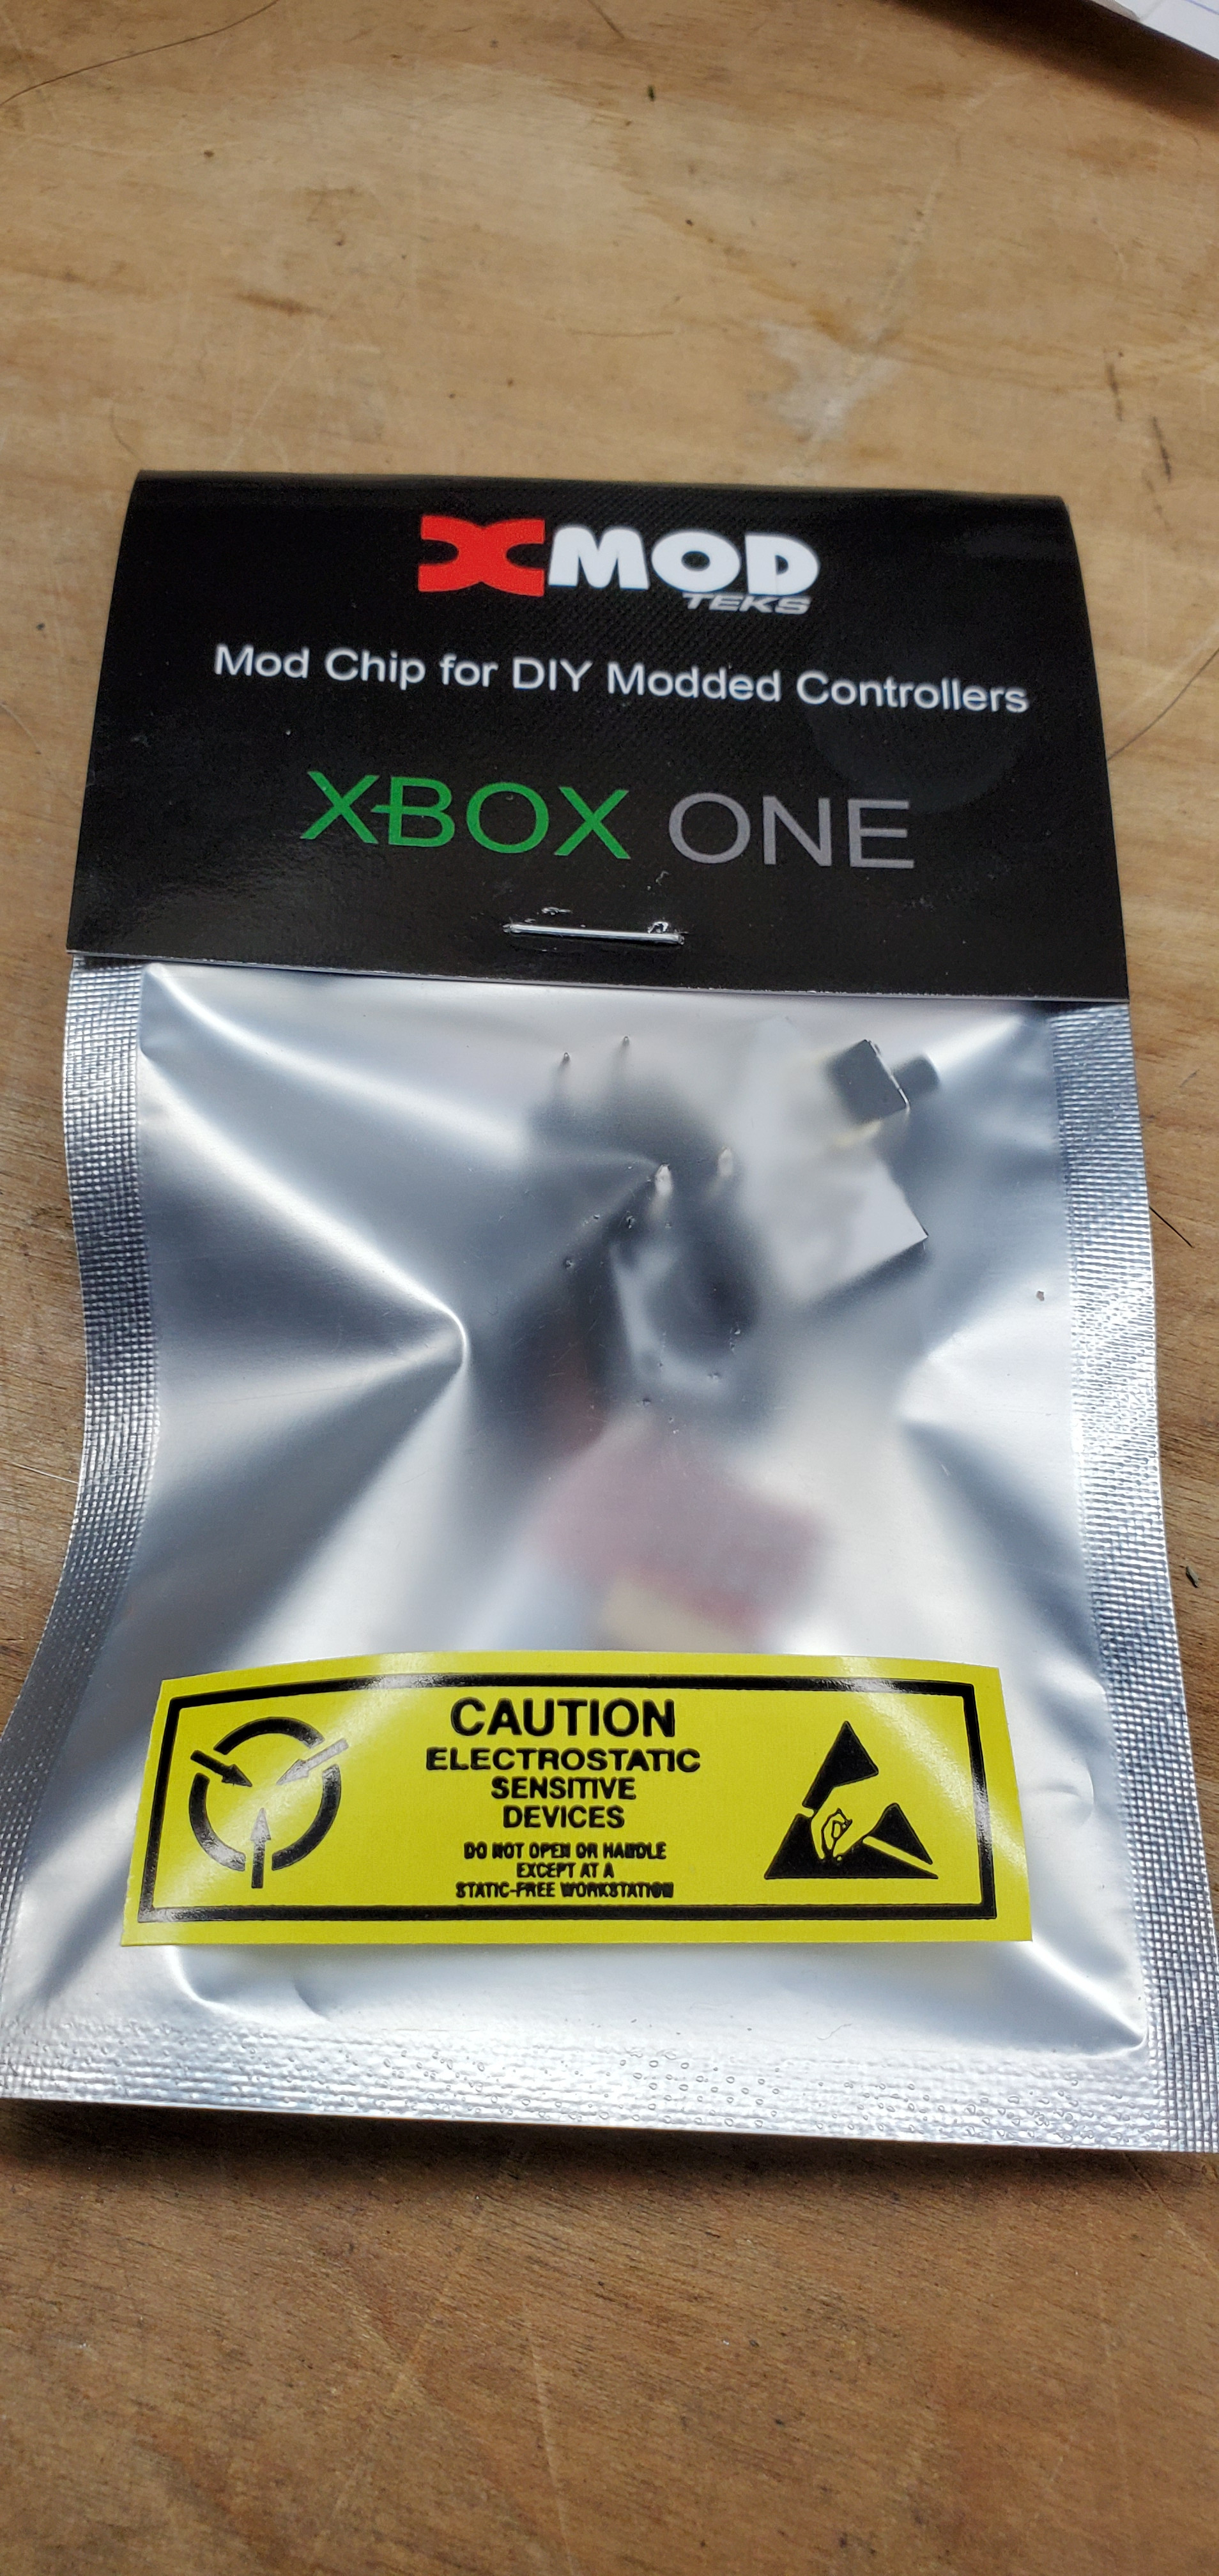 XMOD
TEKS
Mod Chip for DIY Modded Controllers
XBOX ONE
CAUTION
ELECTROSTATIC
SENSITIVE
DEVICES
DO NOT OPEN OR HANDLE
EXCEPT AT A
STATIC-FREE WORKSTATION